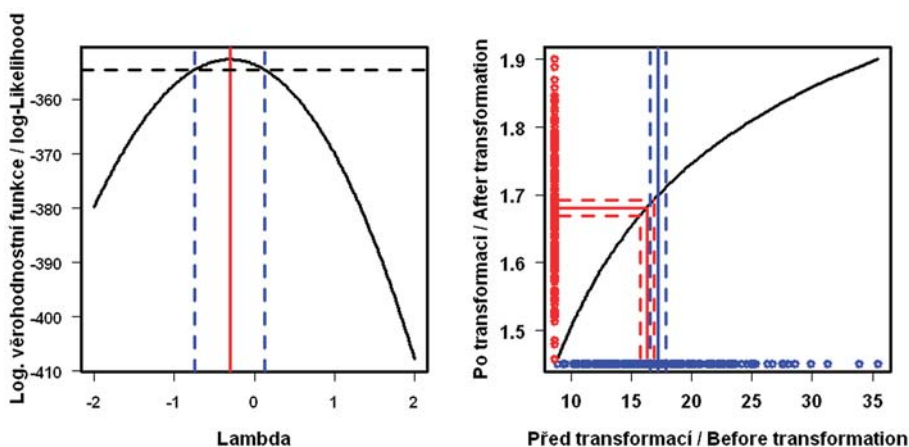 Log. věrohodnostní funkce / log-Likelihood
-360
-370
-380
-390
-400
-410
-2 -1 0 1 2
Lambda
Po transformaci / After transformation
1.9
1.8
1.7
1.6
1.5
10 15 20 25 30 35
Před transformací / Before transformation